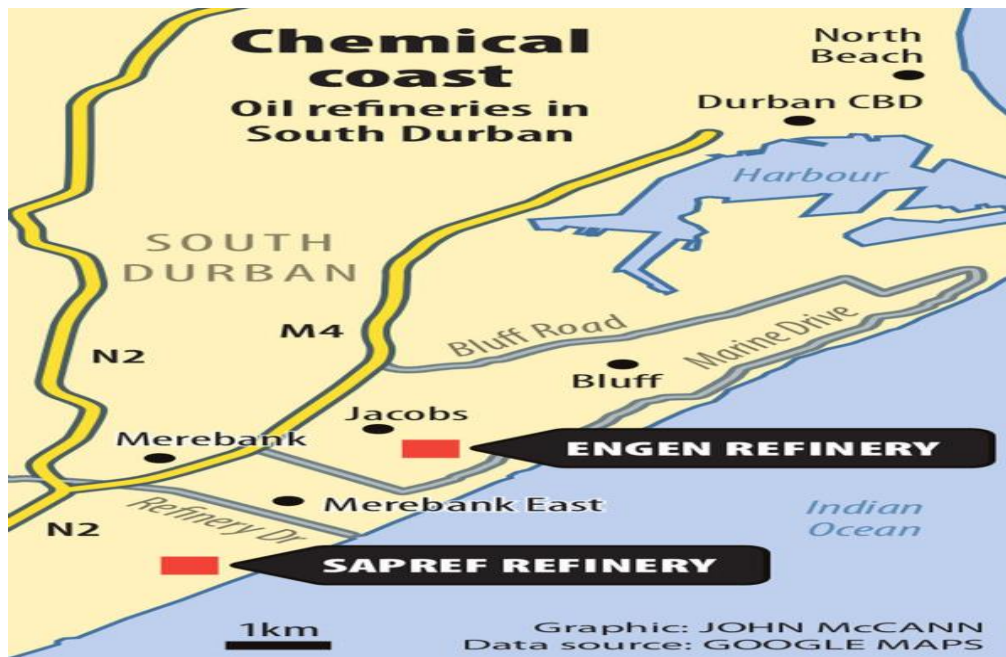 Chemical
coast
Oil refineries in
South Durban
North
Beach
Durban CBD
Harbour
SOUTH
DURBAN
M4
N2
Bluff Road
Marine Drive
Bluff
Jacobs
Merebank
ENGEN REFINERY
Merebank East
Refinery Dr
N2
Indian
Ocean
SAPREF REFINERY
1km
Graphic: JOHN McCANN
Data source: GOOGLE MAPS